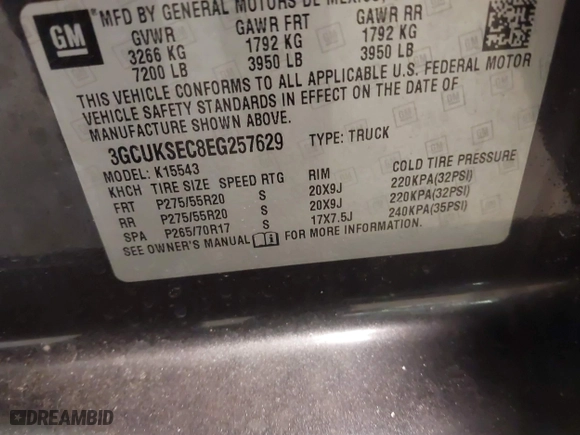 GM
MFD BY GENERAL MOTORS DE MEXICO,
GVWR GAWR FRT GAWR RR
3266 KG 1792 KG 1792 KG
7200 LB 3950 LB 3950 LB
THIS VEHICLE CONFORMS TO ALL APPLICABLE U.S. FEDERAL MOTOR
VEHICLE SAFETY STANDARDS IN EFFECT ON THE DATE OF
MANUFACTURE SHOWN ABOVE.
3GCUKSEC8EG257629 TYPE: TRUCK
MODEL: K15543
KHCH TIRE SIZE SPEED RTG RIM COLD TIRE PRESSURE
FRT P275/55R20 S 20X9J 220KPA(32PSI)
RR P275/55R20 S 20X9J 220KPA(32PSI)
SPA P265/70R17 S 17X7.5J 240KPA(35PSI)
SEE OWNER'S MANUAL FOR MORE INFORMATION.
DREAMBID